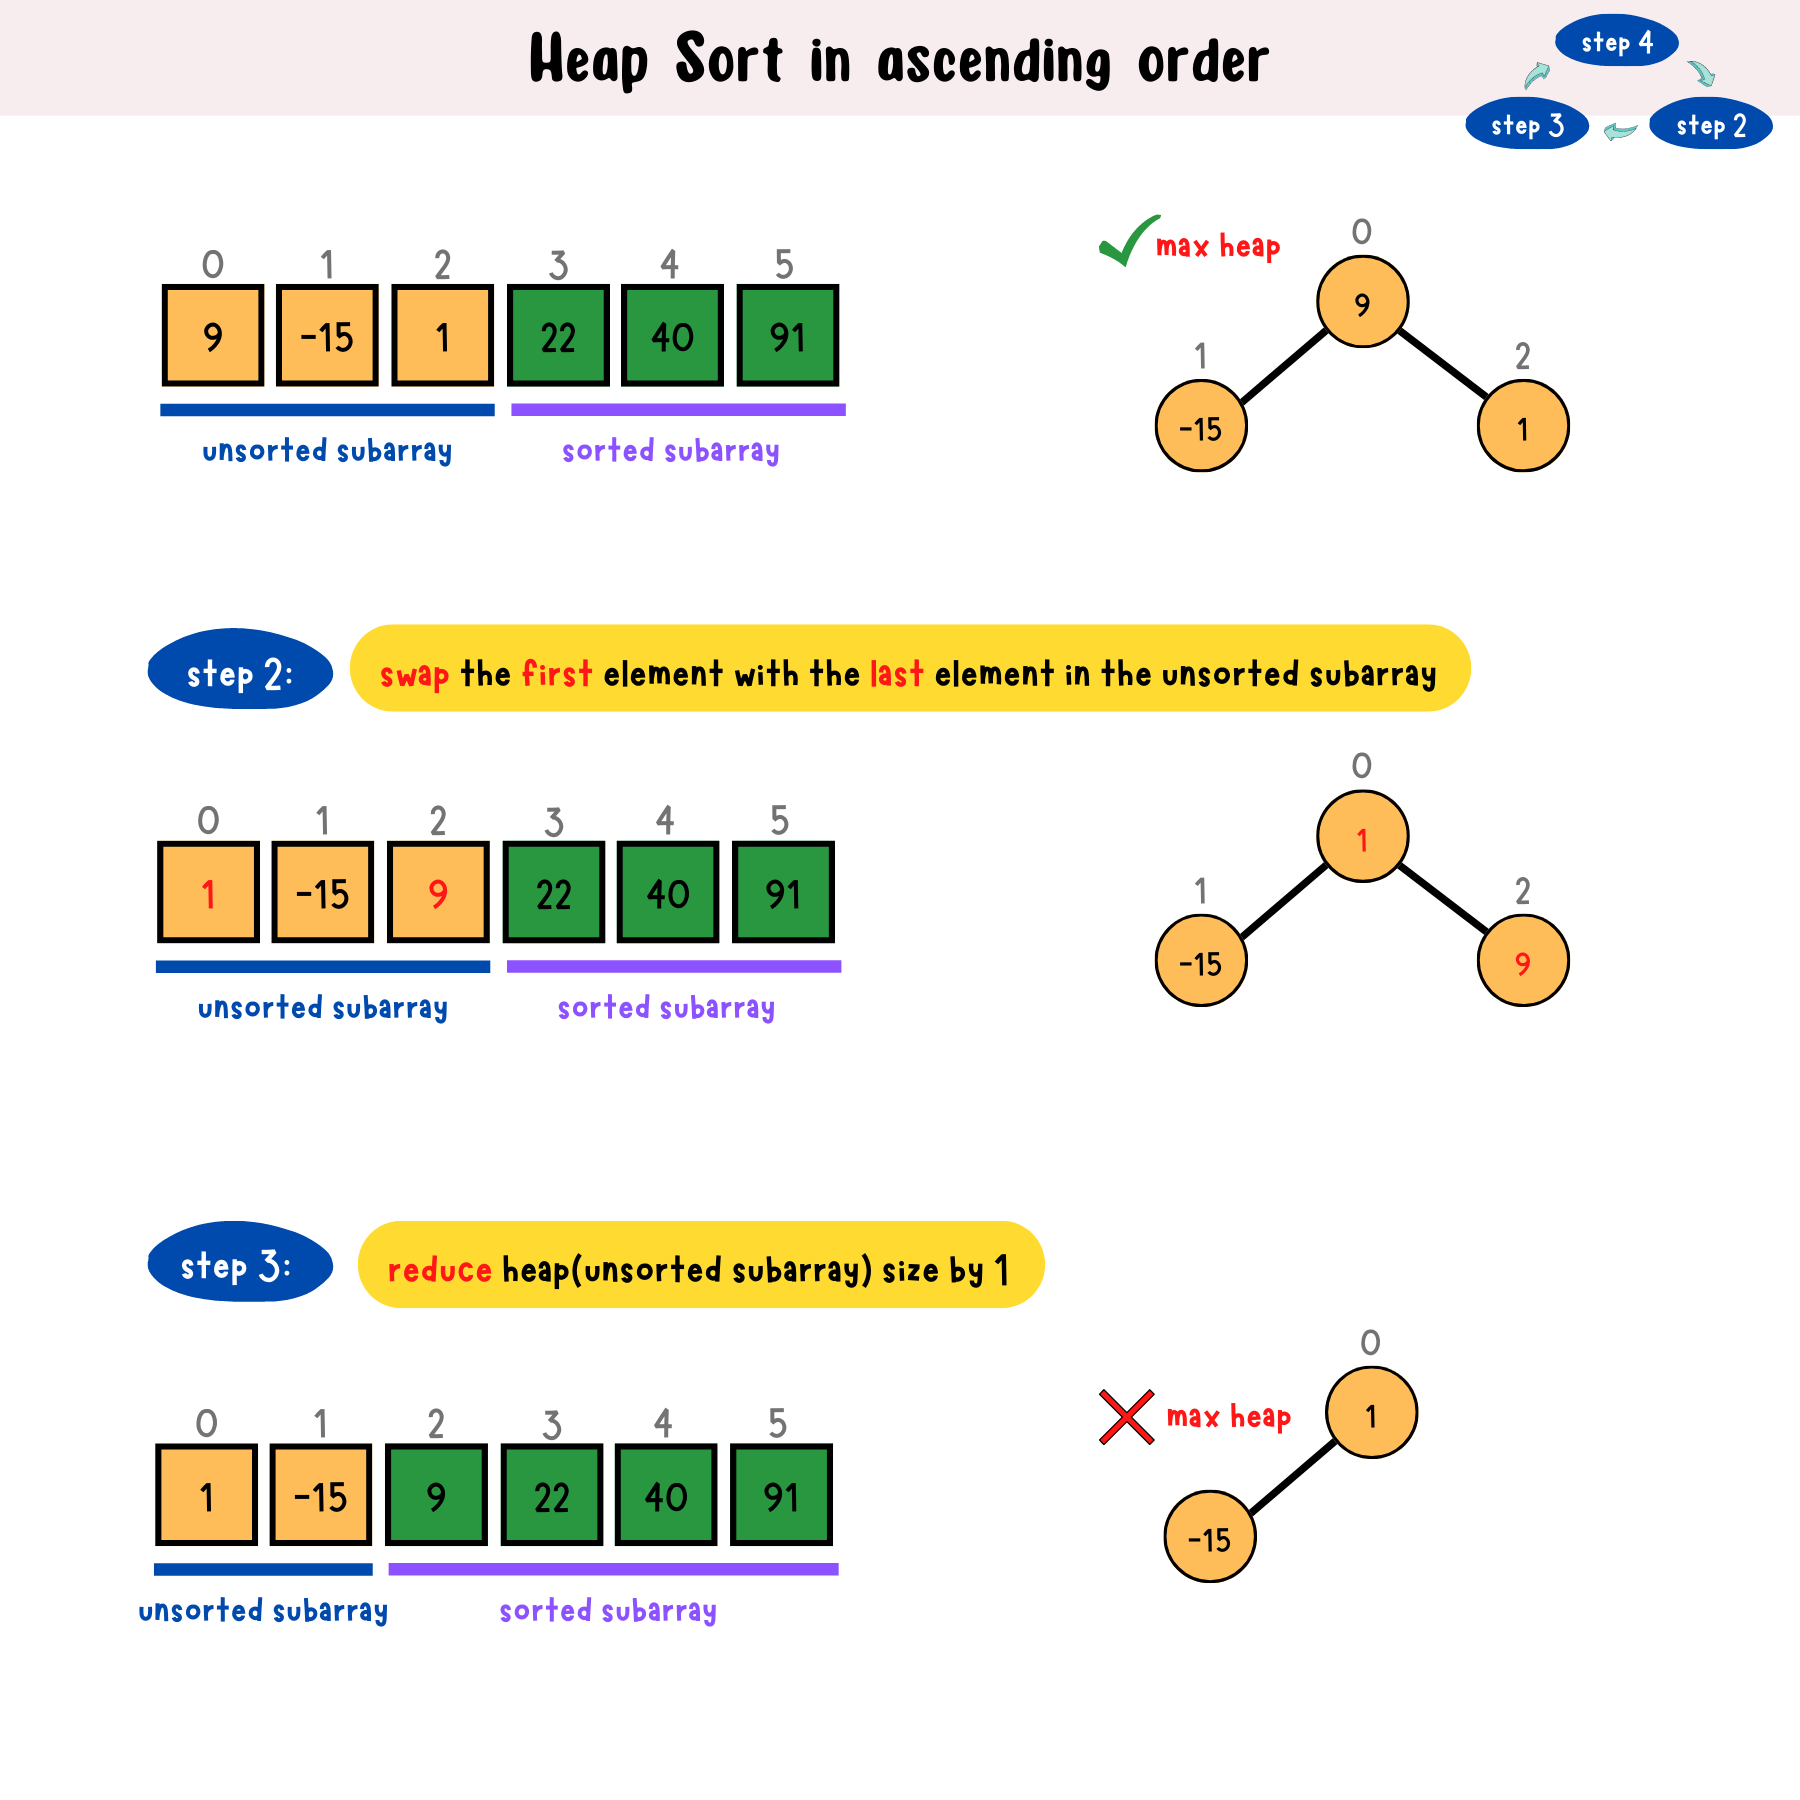 Heap Sort in ascending order
step 4
step 3
step 2
0 1 2 3 4 5
9 -15 1 22 40 91
unsorted subarray sorted subarray
max heap
0
9
1 2
-15 1
step 2: swap the first element with the last element in the unsorted subarray
0 1 2 3 4 5
1 -15 9 22 40 91
unsorted subarray sorted subarray
0
1
1 2
-15 9
step 3: reduce heap(unsorted subarray) size by 1
0 1 2 3 4 5
1 -15 9 22 40 91
unsorted subarray sorted subarray
max heap
0
1
-15